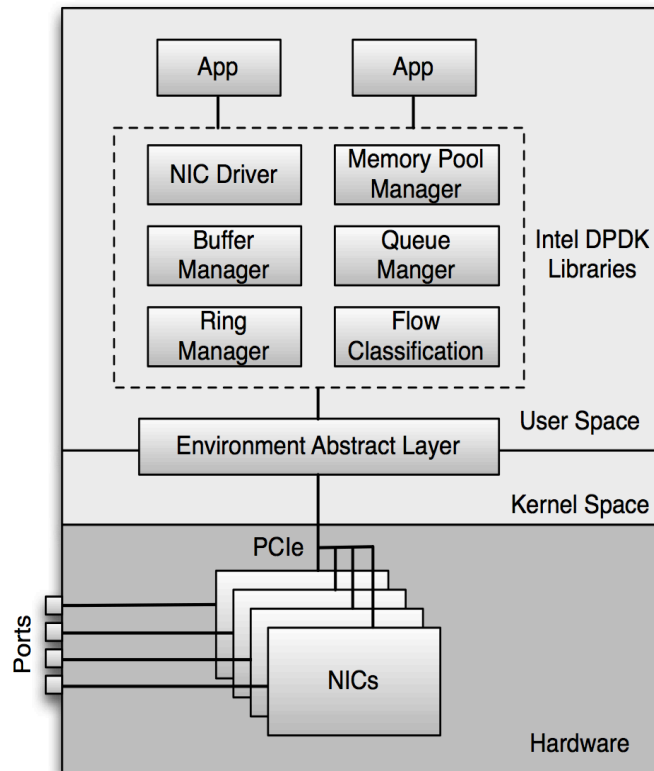 App
App
NIC Driver
Memory Pool
Manager
Buffer
Manager
Queue
Manger
Intel DPDK
Libraries
Ring
Manager
Flow
Classification
User Space
Environment Abstract Layer
Kernel Space
PCIe
Ports
NICs
Hardware